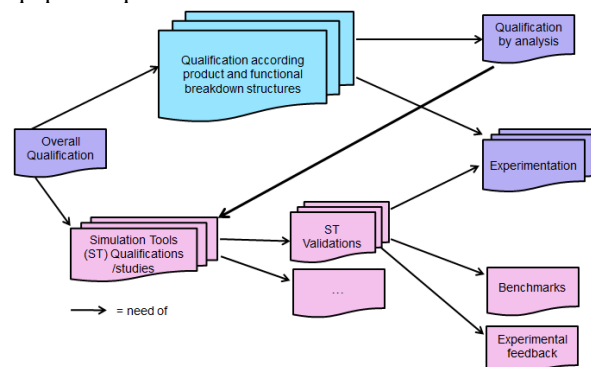 Qualification according
product and functional
breakdown structures
Qualification
by analysis
Overall
Qualification
Experimentation
Simulation Tools
(ST) Qualifications
/studies
ST
Validations
...
Benchmarks
Experimental
feedback
= need of